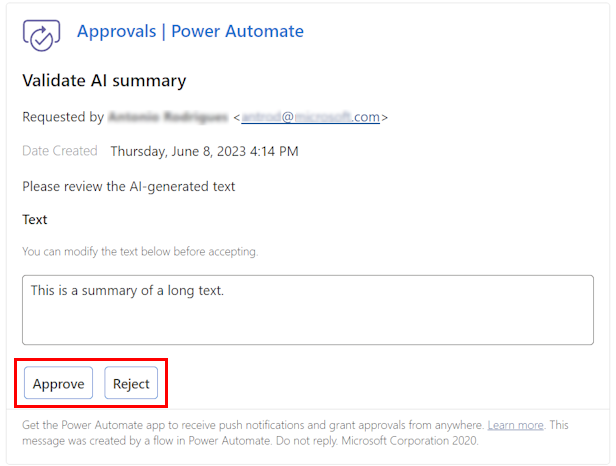 Approvals | Power Automate
Validate AI summary
Requested by <@.com>
Date Created Thursday, June 8, 2023 4:14 PM
Please review the AI-generated text
Text
You can modify the text below before accepting.
This is a summary of a long text.
Approve Reject
Get the Power Automate app to receive push notifications and grant approvals from anywhere. Learn more. This
message was created by a flow in Power Automate. Do not reply. Microsoft Corporation 2020.